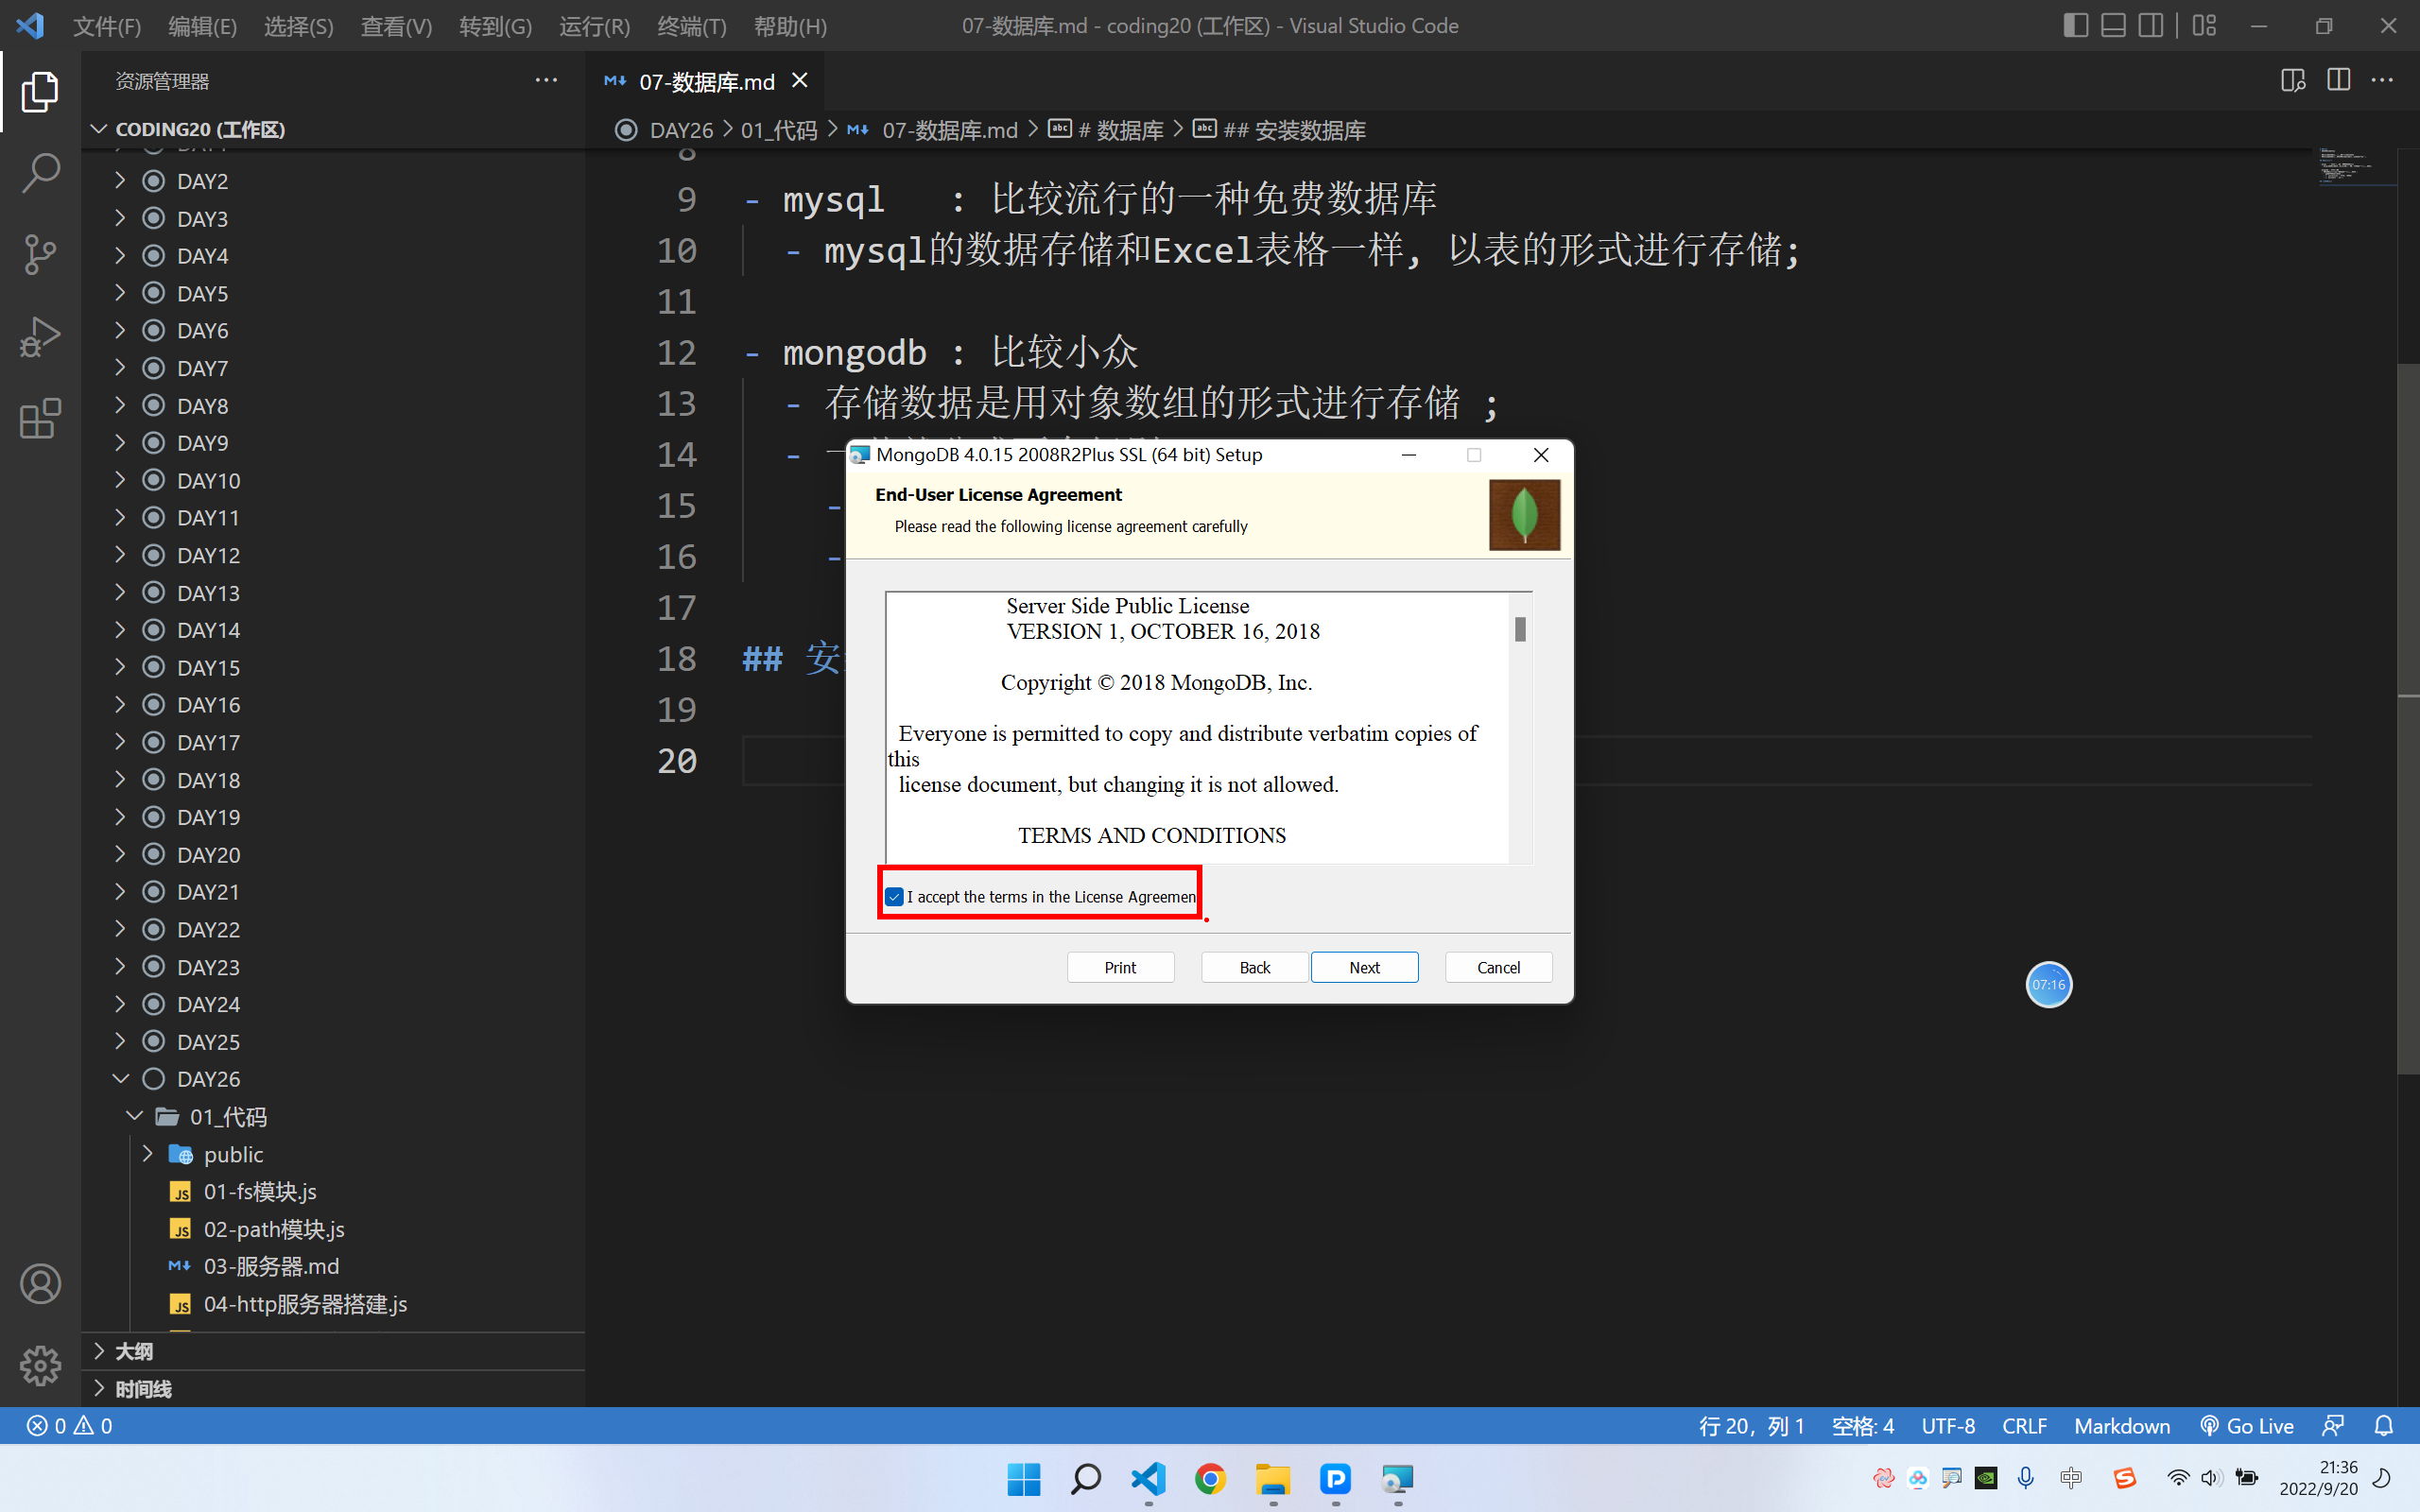 文件(F) 编辑(E) 选择(S) 查看(V) 转到(G) 运行(R) 终端(T) 帮助(H)
07-数据库.md - coding20 (工作区) - Visual Studio Code
资源管理器
CODING20 (工作区)
DAY2
DAY3
DAY4
DAY5
DAY6
DAY7
DAY8
DAY9
DAY10
DAY11
DAY12
DAY13
DAY14
DAY15
DAY16
DAY17
DAY18
DAY19
DAY20
DAY21
DAY22
DAY23
DAY24
DAY25
DAY26
01_代码
public
JS 01-fs模块.js
JS 02-path模块.js
M↓ 03-服务器.md
JS 04-http服务器搭建.js
大纲
时间线
M↓ 07-数据库.md
DAY26 > 01_代码 > M↓ 07-数据库.md > abc # 数据库 > abc ## 安装数据库
8
9 - mysql : 比较流行的一种免费数据库
10 - mysql的数据存储和Excel表格一样, 以表的形式进行存储;
11
12 - mongodb : 比较小众
13 - 存储数据是用对象数组的形式进行存储 ;
14 -
15 -
16 -
17
18 ## 安
19
20
MongoDB 4.0.15 2008R2Plus SSL (64 bit) Setup
End-User License Agreement
Please read the following license agreement carefully
Server Side Public License
VERSION 1, OCTOBER 16, 2018
Copyright © 2018 MongoDB, Inc.
Everyone is permitted to copy and distribute verbatim copies of
this
license document, but changing it is not allowed.
TERMS AND CONDITIONS
I accept the terms in the License Agreemen
Print Back Next Cancel
07:16
0 0
行 20，列 1 空格: 4 UTF-8 CRLF Markdown Go Live
中
21:36
2022/9/20